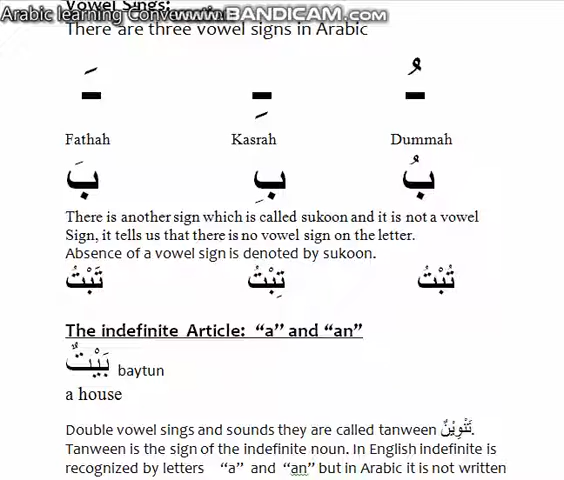 Vowel Sings:
Arabic learning Conversation www.BANDICAM.com
There are three vowel signs in Arabic
Fathah Kasrah Dummah
بَ بِ بُ
There is another sign which is called sukoon and it is not a vowel
Sign, it tells us that there is no vowel sign on the letter.
Absence of a vowel sign is denoted by sukoon.
تَبْتُ تِبْتُ تُبْتُ
The indefinite Article: “a” and “an”
بَيْتٌ baytun
a house
Double vowel sings and sounds they are called tanween تَنْوِيْنٌ.
Tanween is the sign of the indefinite noun. In English indefinite is
recognized by letters “a” and “an” but in Arabic it is not written